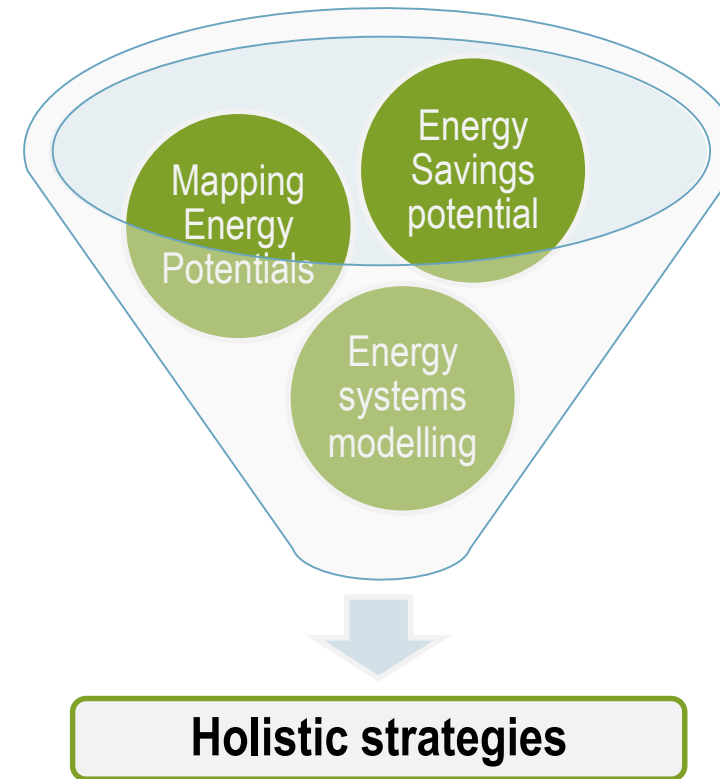 Mapping
Energy
Potentials
Energy
Savings
potential
Energy
systems
modelling
Holistic strategies